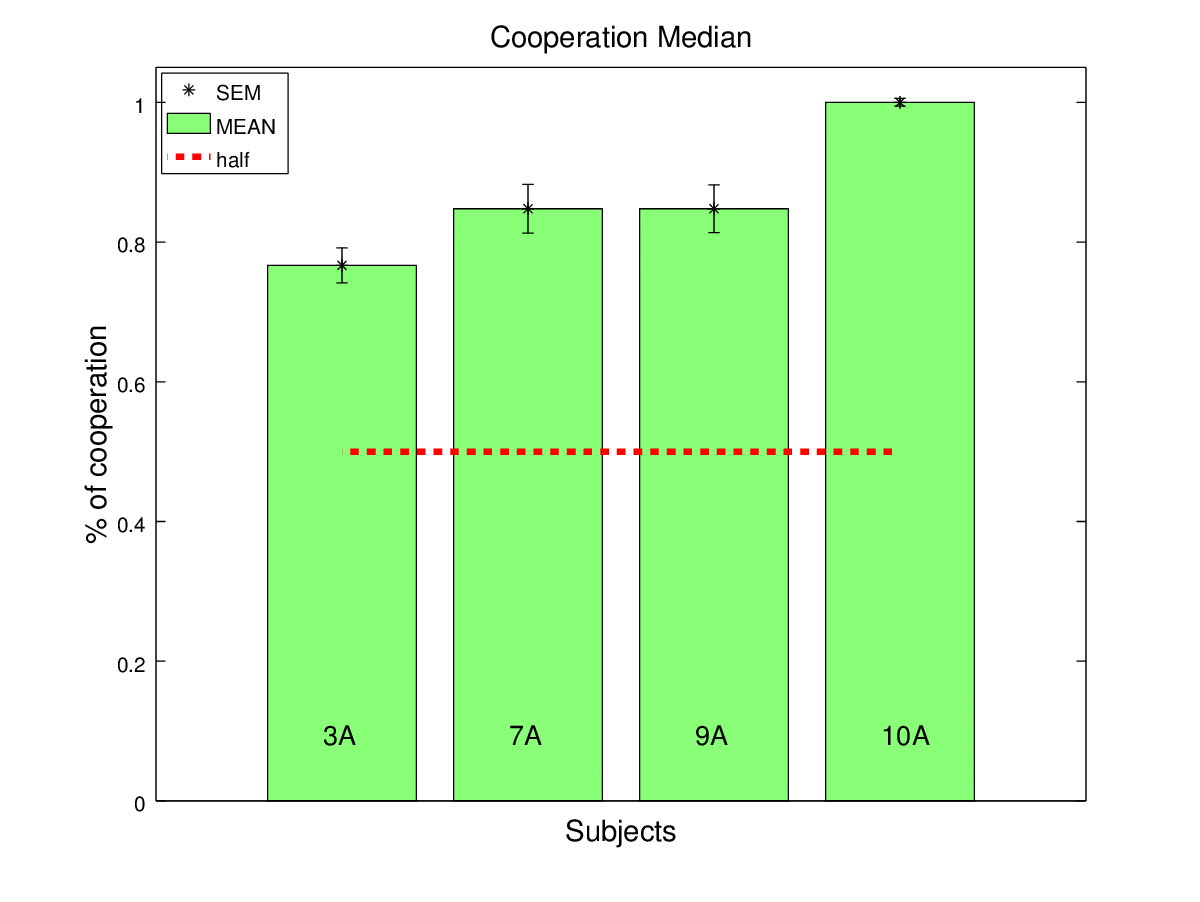 Cooperation Median
SEM
MEAN
half
1
0.8
0.6
0.4
0.2
0
% of cooperation
3A
7A
9A
10A
Subjects